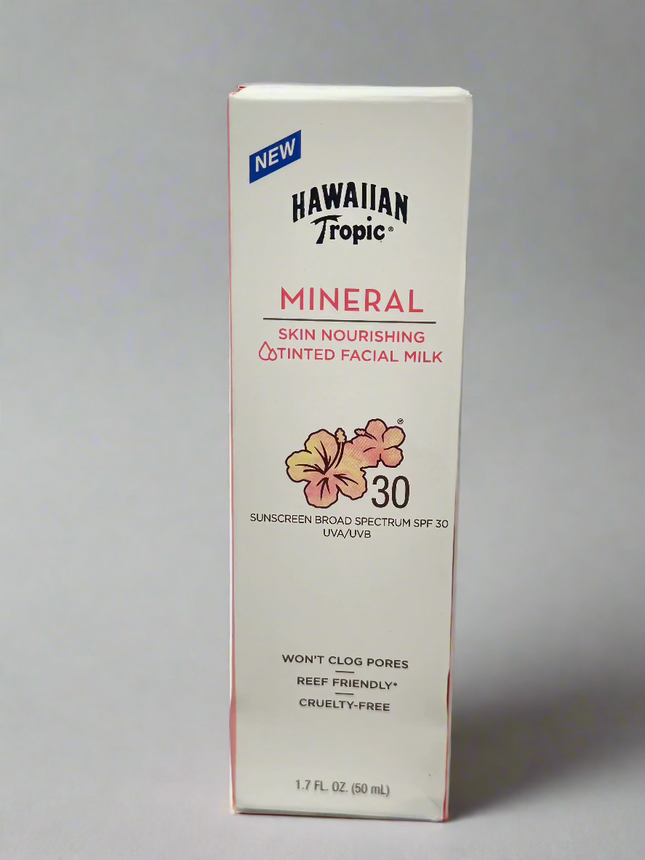 NEW
HAWAIIAN
Tropic®
MINERAL
SKIN NOURISHING
TINTED FACIAL MILK
®
30
SUNSCREEN BROAD SPECTRUM SPF 30
UVA/UVB
WON'T CLOG PORES
REEF FRIENDLY*
CRUELTY-FREE
1.7 FL. OZ. (50 mL)